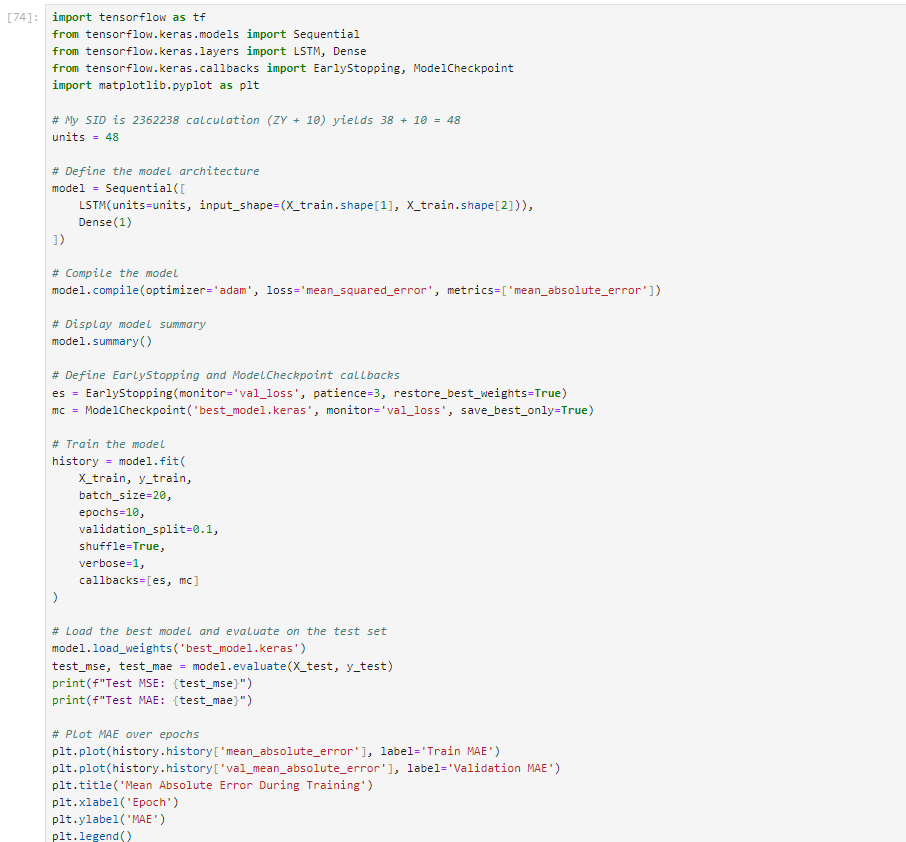 [74]:
import tensorflow as tf
from tensorflow.keras.models import Sequential
from tensorflow.keras.layers import LSTM, Dense
from tensorflow.keras.callbacks import EarlyStopping, ModelCheckpoint
import matplotlib.pyplot as plt

# My SID is 2362238 calculation (ZY + 10) yields 38 + 10 = 48
units = 48

# Define the model architecture
model = Sequential([
    LSTM(units=units, input_shape=(X_train.shape[1], X_train.shape[2])),
    Dense(1)
])

# Compile the model
model.compile(optimizer='adam', loss='mean_squared_error', metrics=['mean_absolute_error'])

# Display model summary
model.summary()

# Define EarlyStopping and ModelCheckpoint callbacks
es = EarlyStopping(monitor='val_loss', patience=3, restore_best_weights=True)
mc = ModelCheckpoint('best_model.keras', monitor='val_loss', save_best_only=True)

# Train the model
history = model.fit(
    X_train, y_train,
    batch_size=20,
    epochs=10,
    validation_split=0.1,
    shuffle=True,
    verbose=1,
    callbacks=[es, mc]
)

# Load the best model and evaluate on the test set
model.load_weights('best_model.keras')
test_mse, test_mae = model.evaluate(X_test, y_test)
print(f"Test MSE: {test_mse}")
print(f"Test MAE: {test_mae}")

# Plot MAE over epochs
plt.plot(history.history['mean_absolute_error'], label='Train MAE')
plt.plot(history.history['val_mean_absolute_error'], label='Validation MAE')
plt.title('Mean Absolute Error During Training')
plt.xlabel('Epoch')
plt.ylabel('MAE')
plt.legend()